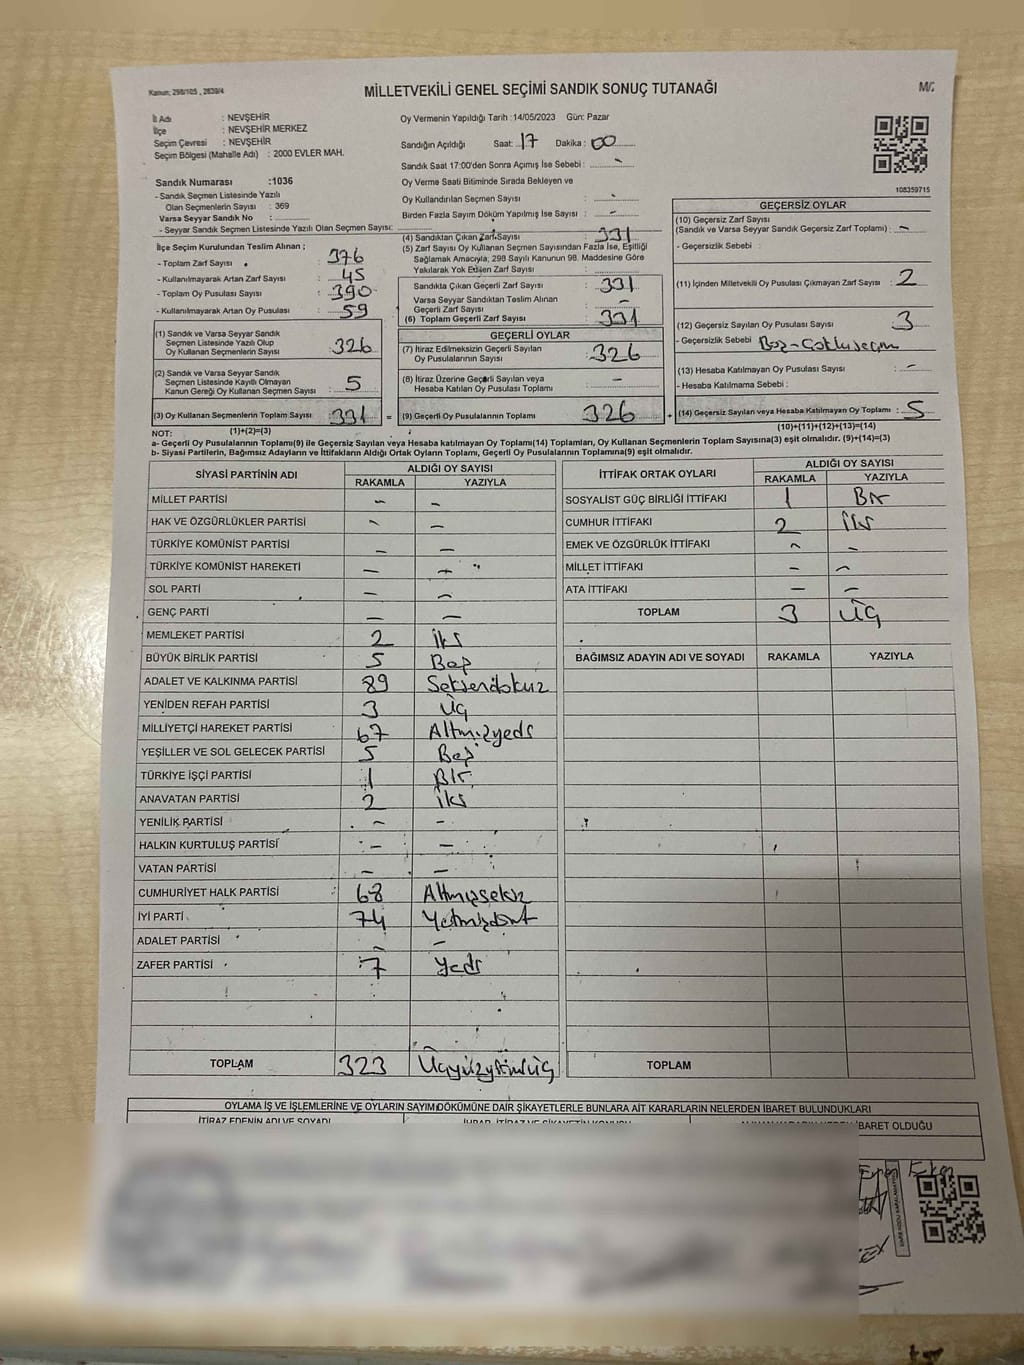 Kanun: 298/105 , 2839/4
MİLLETVEKİLİ GENEL SEÇİMİ SANDIK SONUÇ TUTANAĞI
İl Adı : NEVŞEHİR
İlçe : NEVŞEHİR MERKEZ
Seçim Çevresi : NEVŞEHİR
Seçim Bölgesi (Mahalle Adı) : 2000 EVLER MAH.
Oy Vermenin Yapıldığı Tarih :14/05/2023 Gün: Pazar
Sandığın Açıldığı Saat: 17 Dakika : 00
Sandık Saat 17:00'den Sonra Açımış İse Sebebi : -
Oy Verme Saati Bitiminde Sırada Bekleyen ve
Oy Kullandırılan Seçmen Sayısı :
Birden Fazla Sayım Döküm Yapılmış İse Sayısı : -
108359715
Sandık Numarası :1036
- Sandık Seçmen Listesinde Yazılı
Olan Seçmenlerin Sayısı : 369
Varsa Seyyar Sandık No :
- Seyyar Sandık Seçmen Listesinde Yazılı Olan Seçmen Sayısı:
İlçe Seçim Kurulundan Teslim Alınan ;
- Toplam Zarf Sayısı : 376
- Kullanılmayarak Artan Zarf Sayısı : 45
- Toplam Oy Pusulası Sayısı : 390
- Kullanılmayarak Artan Oy Pusulası : 59
(1) Sandık ve Varsa Seyyar Sandık
Seçmen Listesinde Yazılı Olup
Oy Kullanan Seçmenlerin Sayısı : 326
(2) Sandık ve Varsa Seyyar Sandık
Seçmen Listesinde Kayıtlı Olmayan
Kanun Gereği Oy Kullanan Seçmen Sayısı : 5
(3) Oy Kullanan Seçmenlerin Toplam Sayısı : 331 =
(1)+(2)=(3)
(4) Sandıktan Çıkan Zarf Sayısı : 331
(5) Zarf Sayısı Oy Kullanan Seçmen Sayısından Fazla İse, Eşitliği
Sağlamak Amacıyla; 298 Sayılı Kanunun 98. Maddesine Göre
Yakılarak Yok Edilen Zarf Sayısı :
Sandıkta Çıkan Geçerli Zarf Sayısı : 331
Varsa Seyyar Sandıktan Teslim Alınan
Geçerli Zarf Sayısı : -
(6) Toplam Geçerli Zarf Sayısı : 331
GEÇERLİ OYLAR
(7) İtiraz Edilmeksizin Geçerli Sayılan
Oy Pusulalarının Sayısı : 326
(8) İtiraz Üzerine Geçerli Sayılan veya
Hesaba Katılan Oy Pusulası Toplamı : -
(9) Geçerli Oy Pusulalarının Toplamı : 326 +
GEÇERSİZ OYLAR
(10) Geçersiz Zarf Sayısı
(Sandık ve Varsa Seyyar Sandık Geçersiz Zarf Toplamı) : -
- Geçersizlik Sebebi :
(11) İçinden Milletvekili Oy Pusulası Çıkmayan Zarf Sayısı : 2
(12) Geçersiz Sayılan Oy Pusulası Sayısı : 3
- Geçersizlik Sebebi :
(13) Hesaba Katılmayan Oy Pusulası Sayısı : -
- Hesaba Katılmama Sebebi :
(14) Geçersiz Sayılan veya Hesaba Katılmayan Oy Toplamı : 5
(10)+(11)+(12)+(13)=(14)
NOT:
a- Geçerli Oy Pusulalarının Toplamı(9) ile Geçersiz Sayılan veya Hesaba katılmayan Oy Toplamı(14) Toplamları, Oy Kullanan Seçmenlerin Toplam Sayısına(3) eşit olmalıdır. (9)+(14)=(3)
b- Siyasi Partilerin, Bağımsız Adayların ve İttifakların Aldığı Ortak Oyların Toplamı, Geçerli Oy Pusulalarının Toplamına(9) eşit olmalıdır.
SİYASİ PARTİNİN ADI ALDIĞI OY SAYISI
RAKAMLA YAZIYLA
MİLLET PARTİSİ - -
HAK VE ÖZGÜRLÜKLER PARTİSİ - -
TÜRKİYE KOMÜNİST PARTİSİ - -
TÜRKİYE KOMÜNİST HAREKETİ - -
SOL PARTİ - -
GENÇ PARTİ - -
MEMLEKET PARTİSİ 2 İki
BÜYÜK BİRLİK PARTİSİ 5 Beş
ADALET VE KALKINMA PARTİSİ 89 Seksendokuz
YENİDEN REFAH PARTİSİ 3 Üç
MİLLİYETÇİ HAREKET PARTİSİ 67 Altmışyedi
YEŞİLLER VE SOL GELECEK PARTİSİ 5 Beş
TÜRKİYE İŞÇİ PARTİSİ 1 Bir
ANAVATAN PARTİSİ 2 İki
YENİLİK PARTİSİ - -
HALKIN KURTULUŞ PARTİSİ - -
VATAN PARTİSİ - -
CUMHURİYET HALK PARTİSİ 68 Altmışsekiz
İYİ PARTİ 74 Yetmişdört
ADALET PARTİSİ - -
ZAFER PARTİSİ 7 Yedi
TOPLAM 323 Üçyüzyirmiüç
İTTİFAK ORTAK OYLARI ALDIĞI OY SAYISI
RAKAMLA YAZIYLA
SOSYALİST GÜÇ BİRLİĞİ İTTİFAKI 1 Bir
CUMHUR İTTİFAKI 2 İki
EMEK VE ÖZGÜRLÜK İTTİFAKI - -
MİLLET İTTİFAKI - -
ATA İTTİFAKI - -
TOPLAM 3 Üç
BAĞIMSIZ ADAYIN ADI VE SOYADI RAKAMLA YAZIYLA
TOPLAM
OYLAMA İŞ VE İŞLEMLERİNE VE OYLARIN SAYIM DÖKÜMÜNE DAİR ŞİKAYETLERLE BUNLARA AİT KARARLARIN NELERDEN İBARET BULUNDUKLARI
İTİRAZ EDENİN ADI VE SOYADI
İBARET OLDUĞU